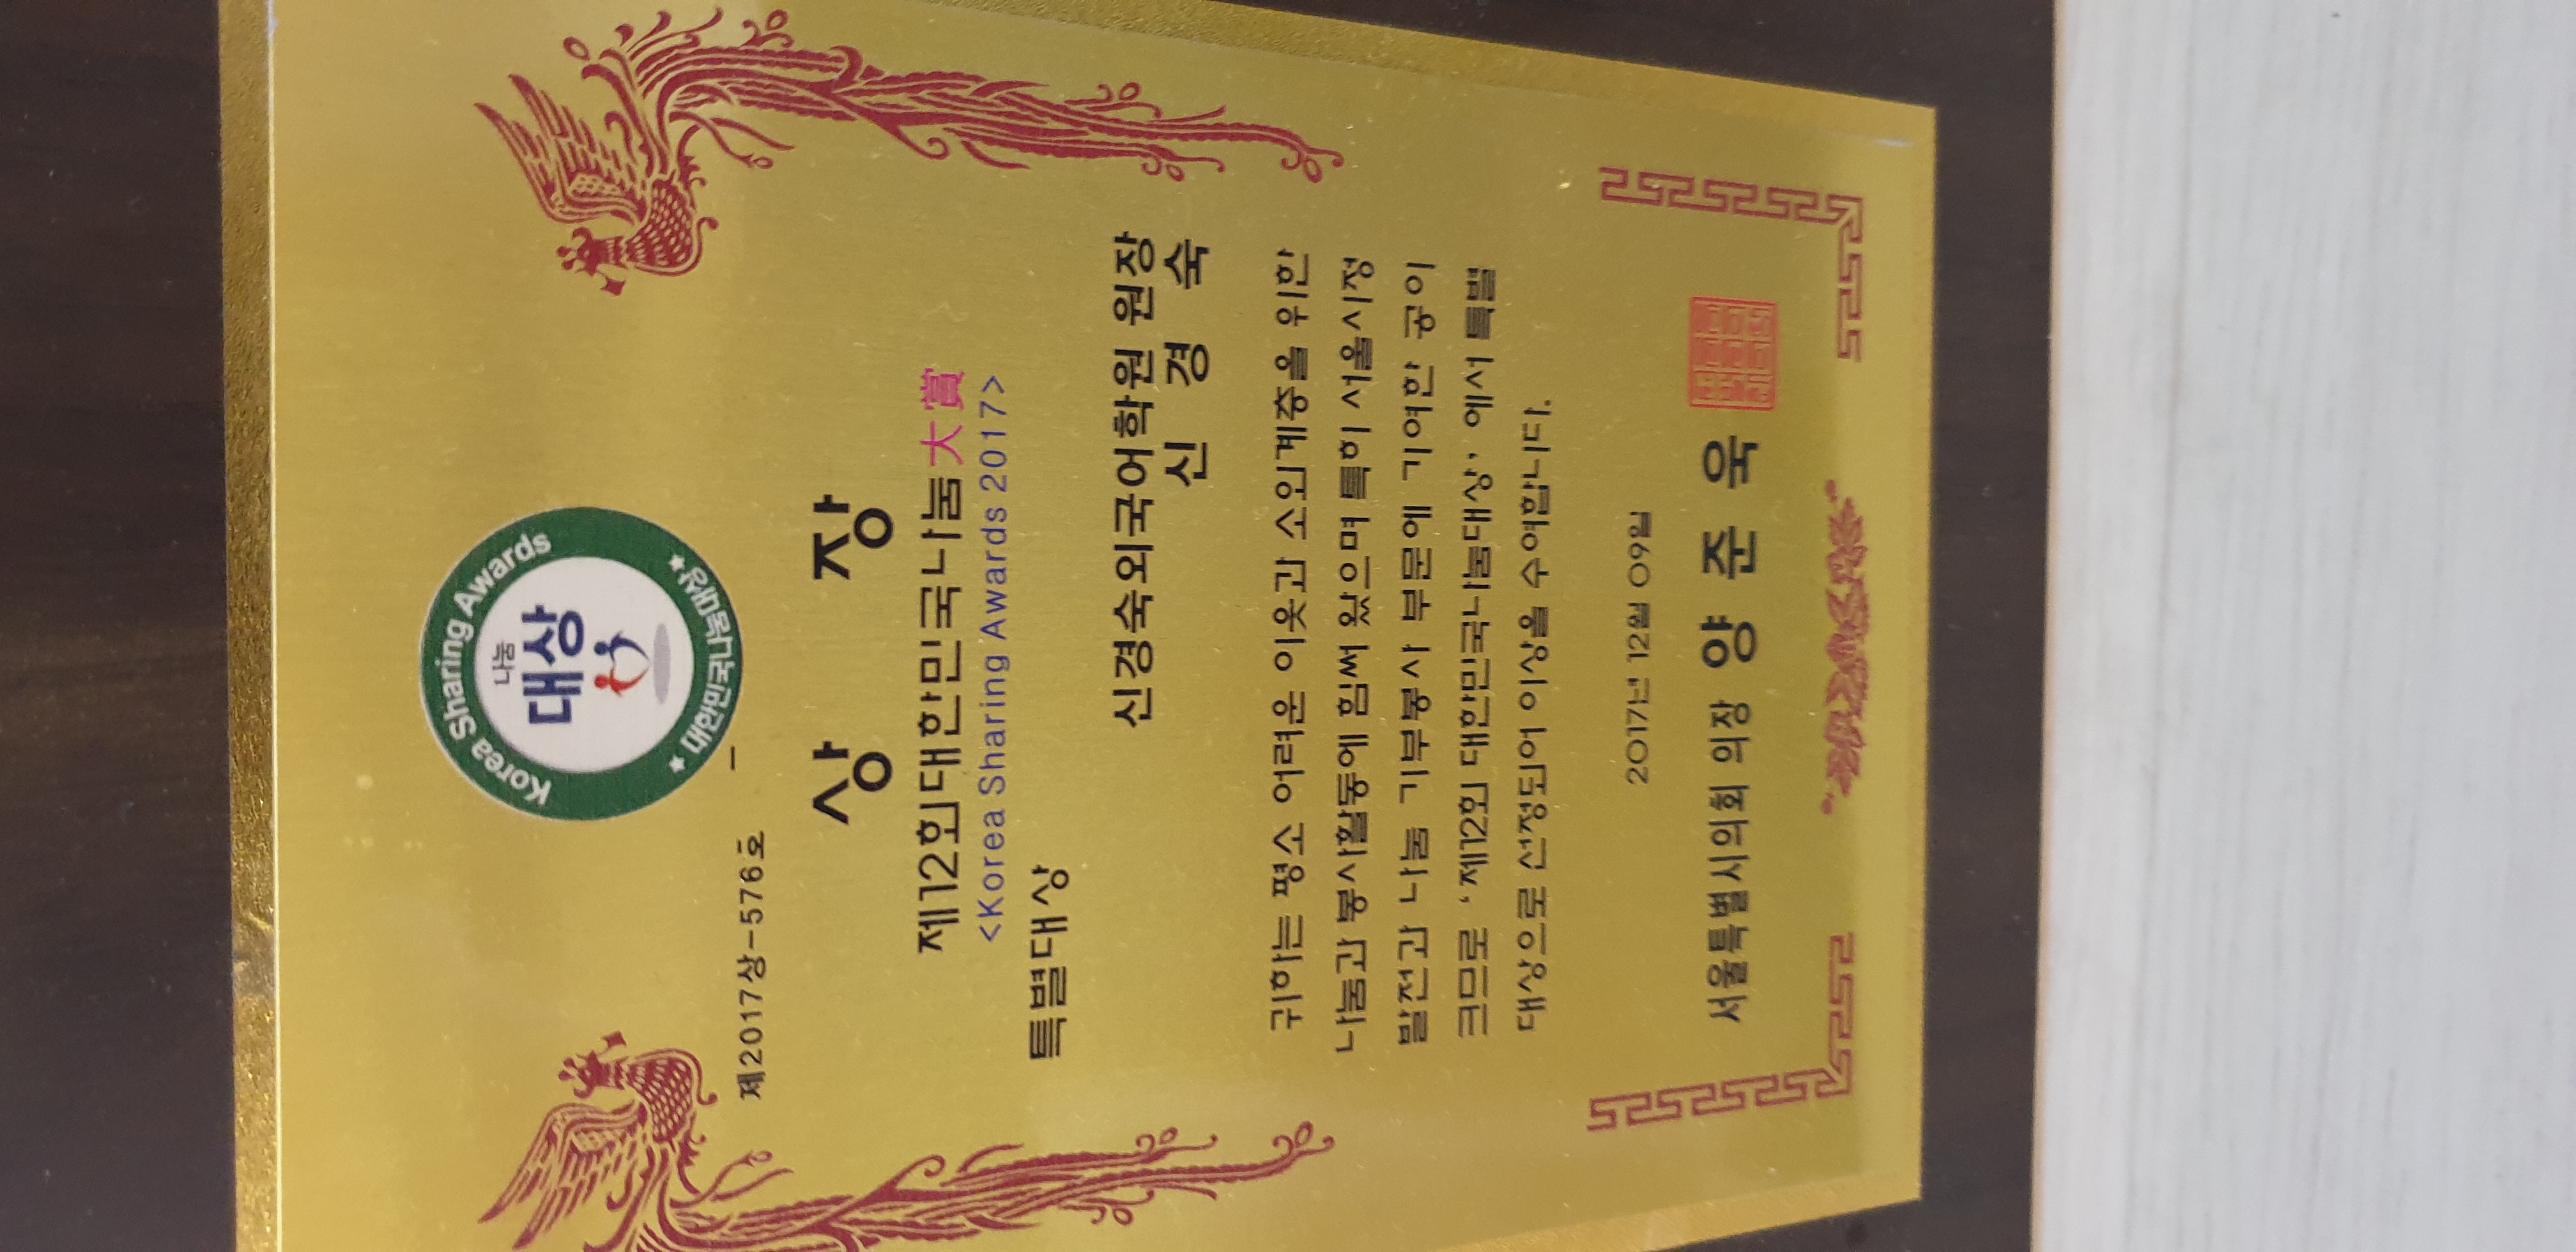 Korea Sharing Awards
나눔
대상
★대한민국나눔대상★
제2017상-576호
상 장
제12회대한민국나눔大賞
<Korea Sharing Awards 2017>
특별대상
신경숙외국어학원 원장
신 경 숙
귀하는 평소 어려운 이웃과 소외계층을 위한
나눔과 봉사활동에 힘써 왔으며 특히 서울시정
발전과 나눔 기부봉사 부문에 기여한 공이
크므로 ‘제12회 대한민국나눔대상’에서 특별
대상으로 선정되어 이상을 수여합니다.
2017년 12월 09일
서울특별시의회 의장 양 준 욱